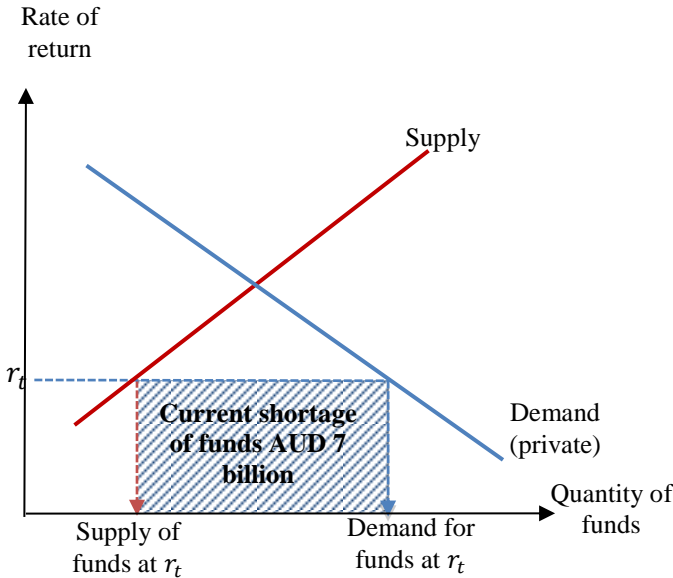 Rate of
return
Supply
r_t
Current shortage
of funds AUD 7
billion
Demand
(private)
Quantity of
funds
Supply of
funds at r_t
Demand for
funds at r_t